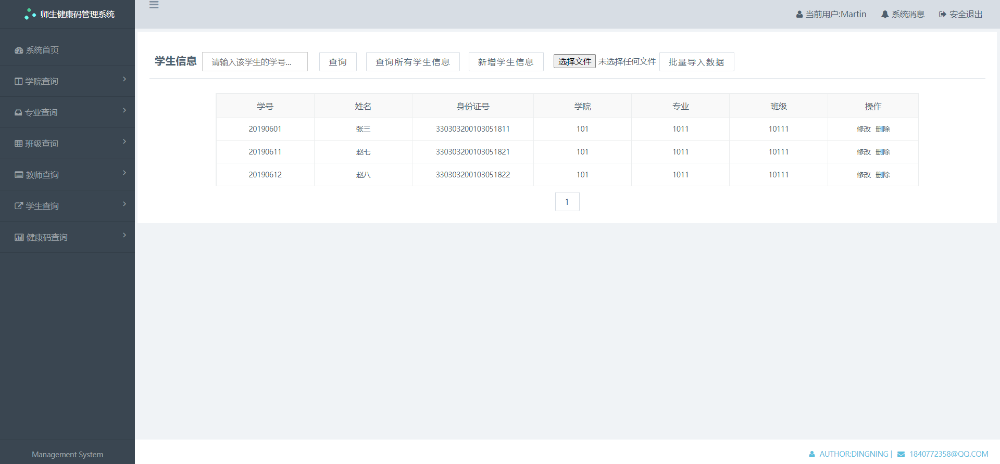 师生健康码管理系统
当前用户:Martin 系统消息 安全退出
系统首页
学院查询
专业查询
班级查询
教师查询
学生查询
健康码查询
Management System
学生信息 请输入该学生的学号... 查询 查询所有学生信息 新增学生信息 选择文件 未选择任何文件 批量导入数据
学号 姓名 身份证号 学院 专业 班级 操作
20190601 张三 330303200103051811 101 1011 10111 修改 删除
20190611 赵七 330303200103051821 101 1011 10111 修改 删除
20190612 赵八 330303200103051822 101 1011 10111 修改 删除
1
AUTHOR:DINGNING | 1840772358@QQ.COM